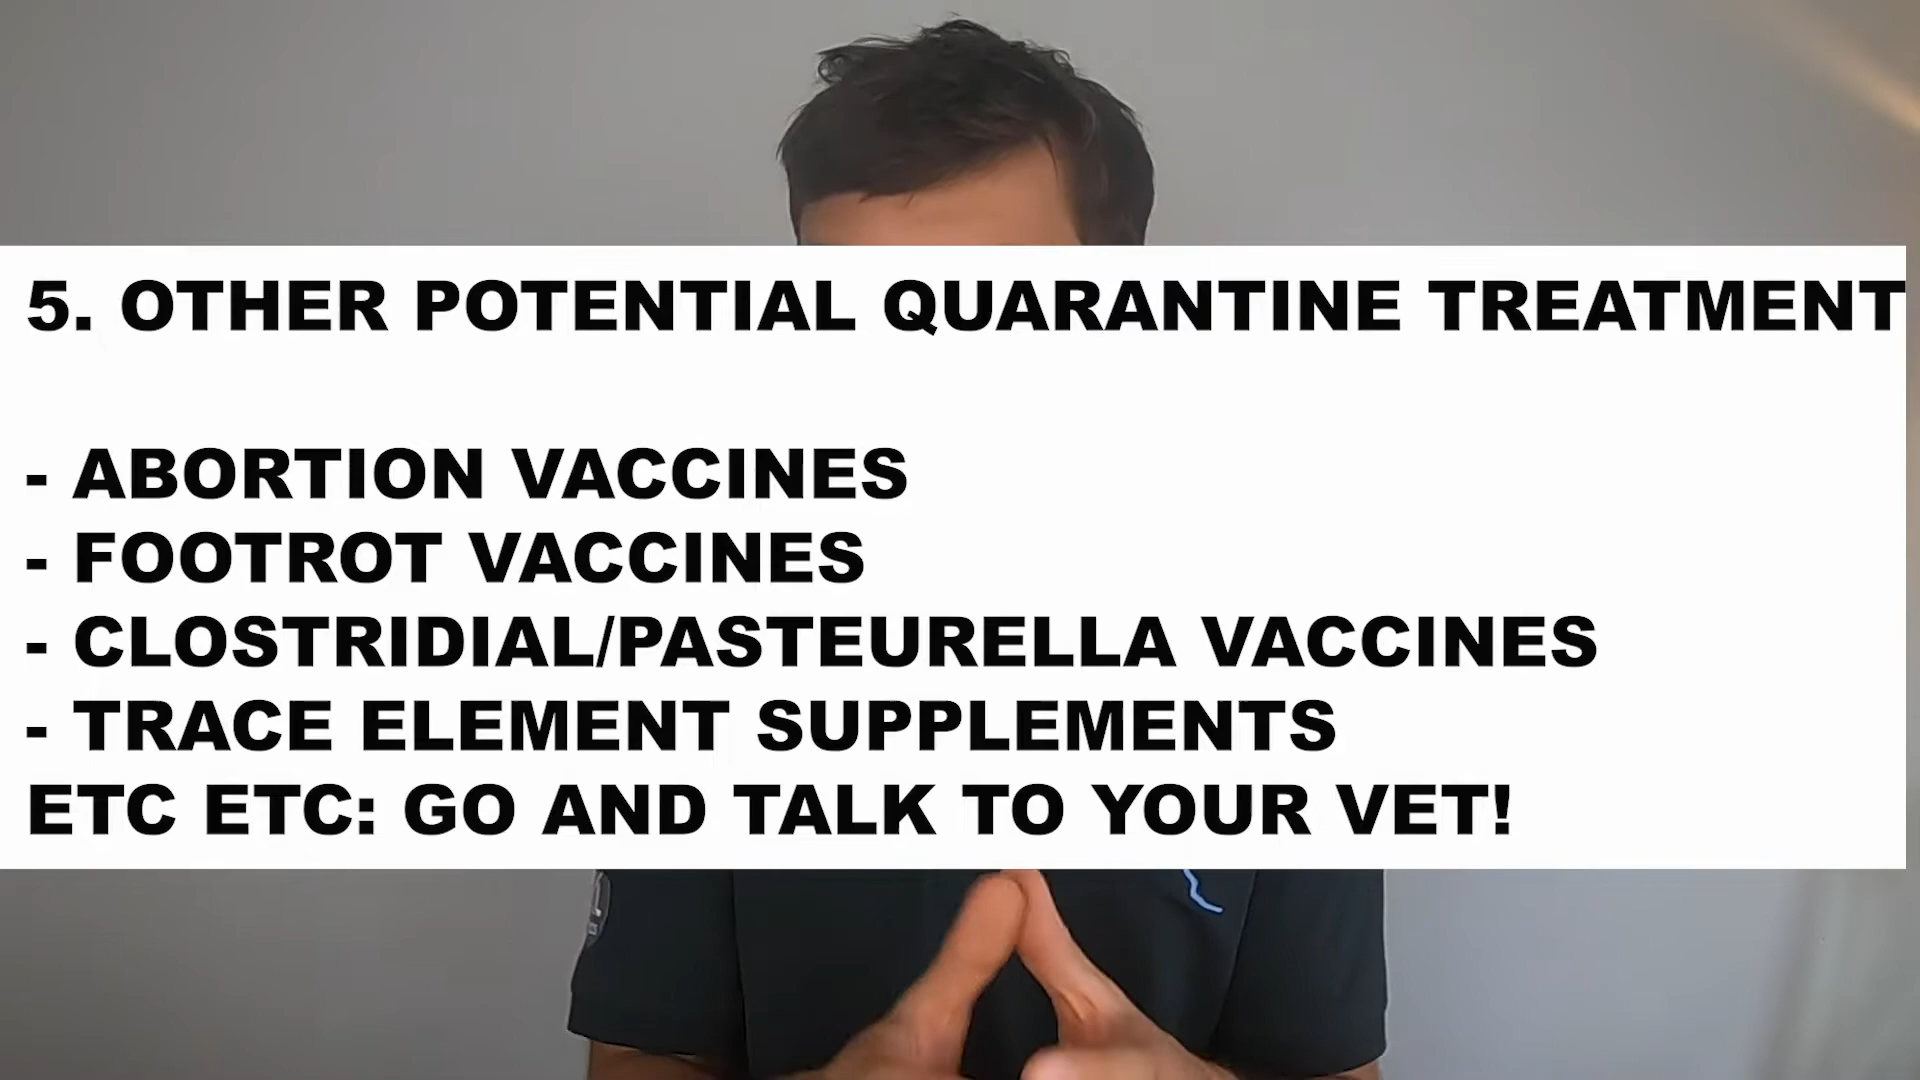 5. OTHER POTENTIAL QUARANTINE TREATMENT
- ABORTION VACCINES
- FOOTROT VACCINES
- CLOSTRIDIAL/PASTEURELLA VACCINES
- TRACE ELEMENT SUPPLEMENTS
ETC ETC: GO AND TALK TO YOUR VET!